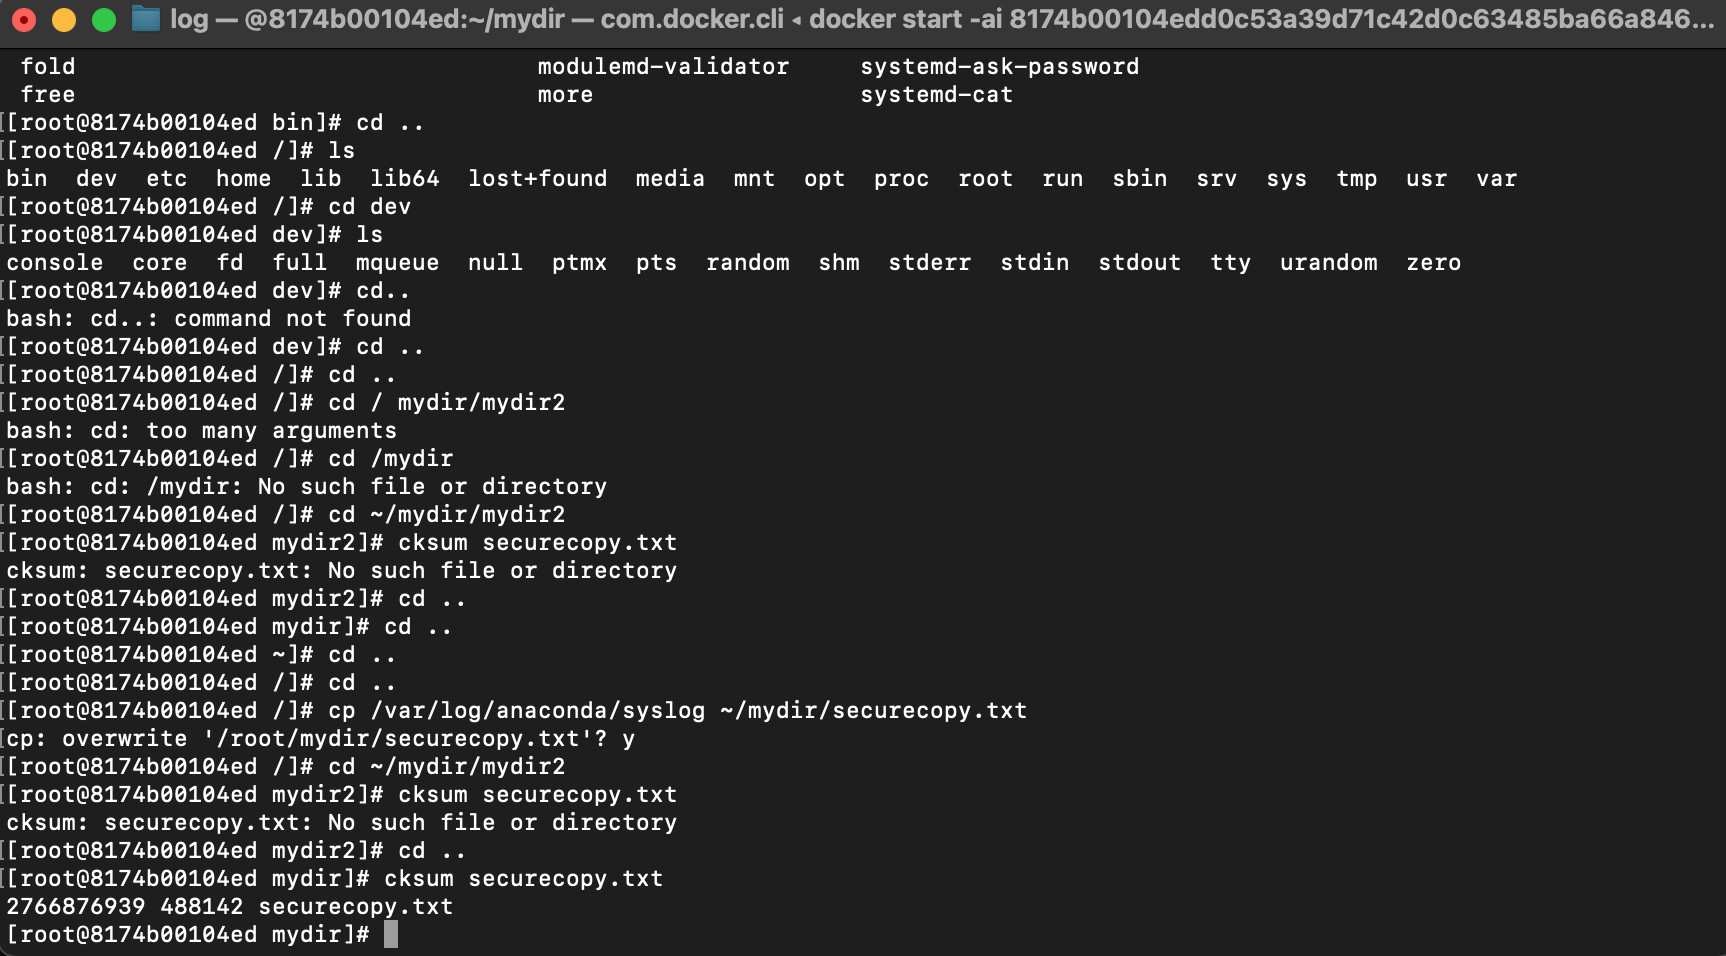 log — @8174b00104ed:~/mydir — com.docker.cli ◂ docker start -ai 8174b00104edd0c53a39d71c42d0c63485ba66a846...
fold modulemd-validator systemd-ask-password
free more systemd-cat
[[root@8174b00104ed bin]# cd ..
[[root@8174b00104ed /]# ls
bin dev etc home lib lib64 lost+found media mnt opt proc root run sbin srv sys tmp usr var
[[root@8174b00104ed /]# cd dev
[[root@8174b00104ed dev]# ls
console core fd full mqueue null ptmx pts random shm stderr stdin stdout tty urandom zero
[[root@8174b00104ed dev]# cd..
bash: cd..: command not found
[[root@8174b00104ed dev]# cd ..
[[root@8174b00104ed /]# cd ..
[[root@8174b00104ed /]# cd / mydir/mydir2
bash: cd: too many arguments
[[root@8174b00104ed /]# cd /mydir
bash: cd: /mydir: No such file or directory
[[root@8174b00104ed /]# cd ~/mydir/mydir2
[[root@8174b00104ed mydir2]# cksum securecopy.txt
cksum: securecopy.txt: No such file or directory
[[root@8174b00104ed mydir2]# cd ..
[[root@8174b00104ed mydir]# cd ..
[[root@8174b00104ed ~]# cd ..
[[root@8174b00104ed /]# cd ..
[[root@8174b00104ed /]# cp /var/log/anaconda/syslog ~/mydir/securecopy.txt
[cp: overwrite '/root/mydir/securecopy.txt'? y
[[root@8174b00104ed /]# cd ~/mydir/mydir2
[[root@8174b00104ed mydir2]# cksum securecopy.txt
cksum: securecopy.txt: No such file or directory
[[root@8174b00104ed mydir2]# cd ..
[[root@8174b00104ed mydir]# cksum securecopy.txt
2766876939 488142 securecopy.txt
[root@8174b00104ed mydir]#